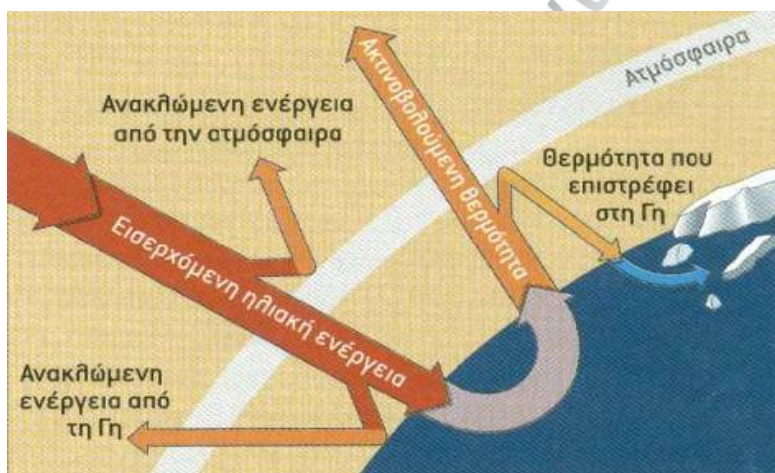 Ατμόσφαιρα
Ανακλώμενη ενέργεια
από την ατμόσφαιρα
Ακτινοβολούμενη θερμότητα
Θερμότητα που
επιστρέφει
στη Γη
Εισερχόμενη ηλιακή ενέργεια
Ανακλώμενη
ενέργεια από
τη Γη